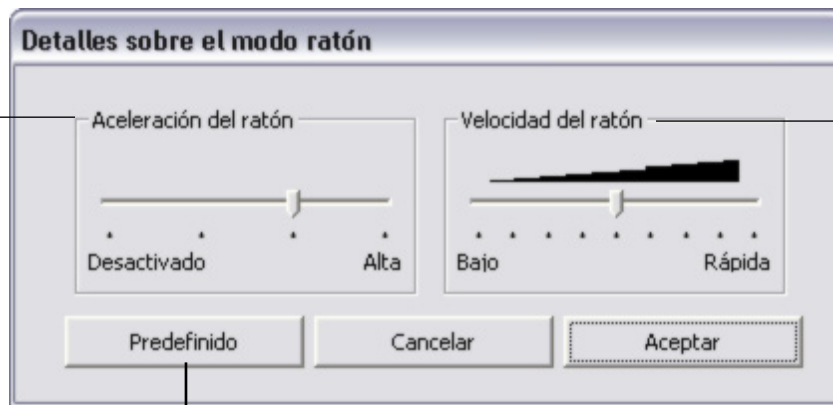 Detalles sobre el modo ratón
Aceleración del ratón
Desactivado
Alta
Velocidad del ratón
Bajo
Rápida
Predefinido
Cancelar
Aceptar